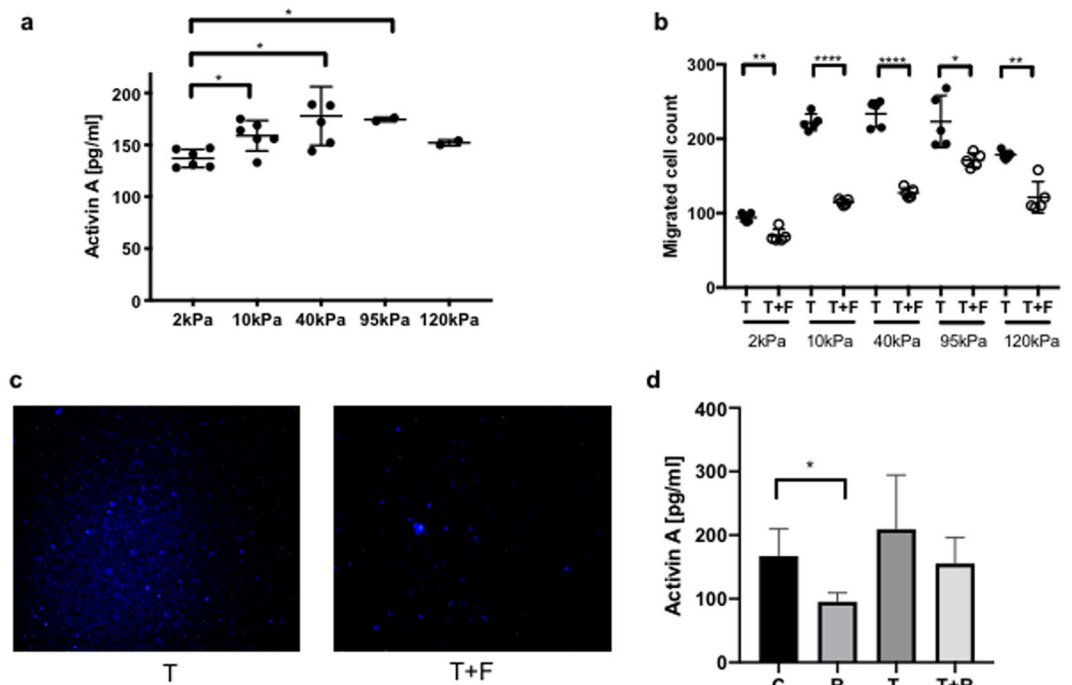 a
*
*
*
200
150
100
50
0
Activin A [pg/ml]
2kPa 10kPa 40kPa 95kPa 120kPa
b
** **** **** * **
300
200
100
0
Migrated cell count
T T+F T T+F T T+F T T+F T T+F
2kPa 10kPa 40kPa 95kPa 120kPa
c
T T+F
d
*
400
300
200
100
0
Activin A [pg/ml]
T